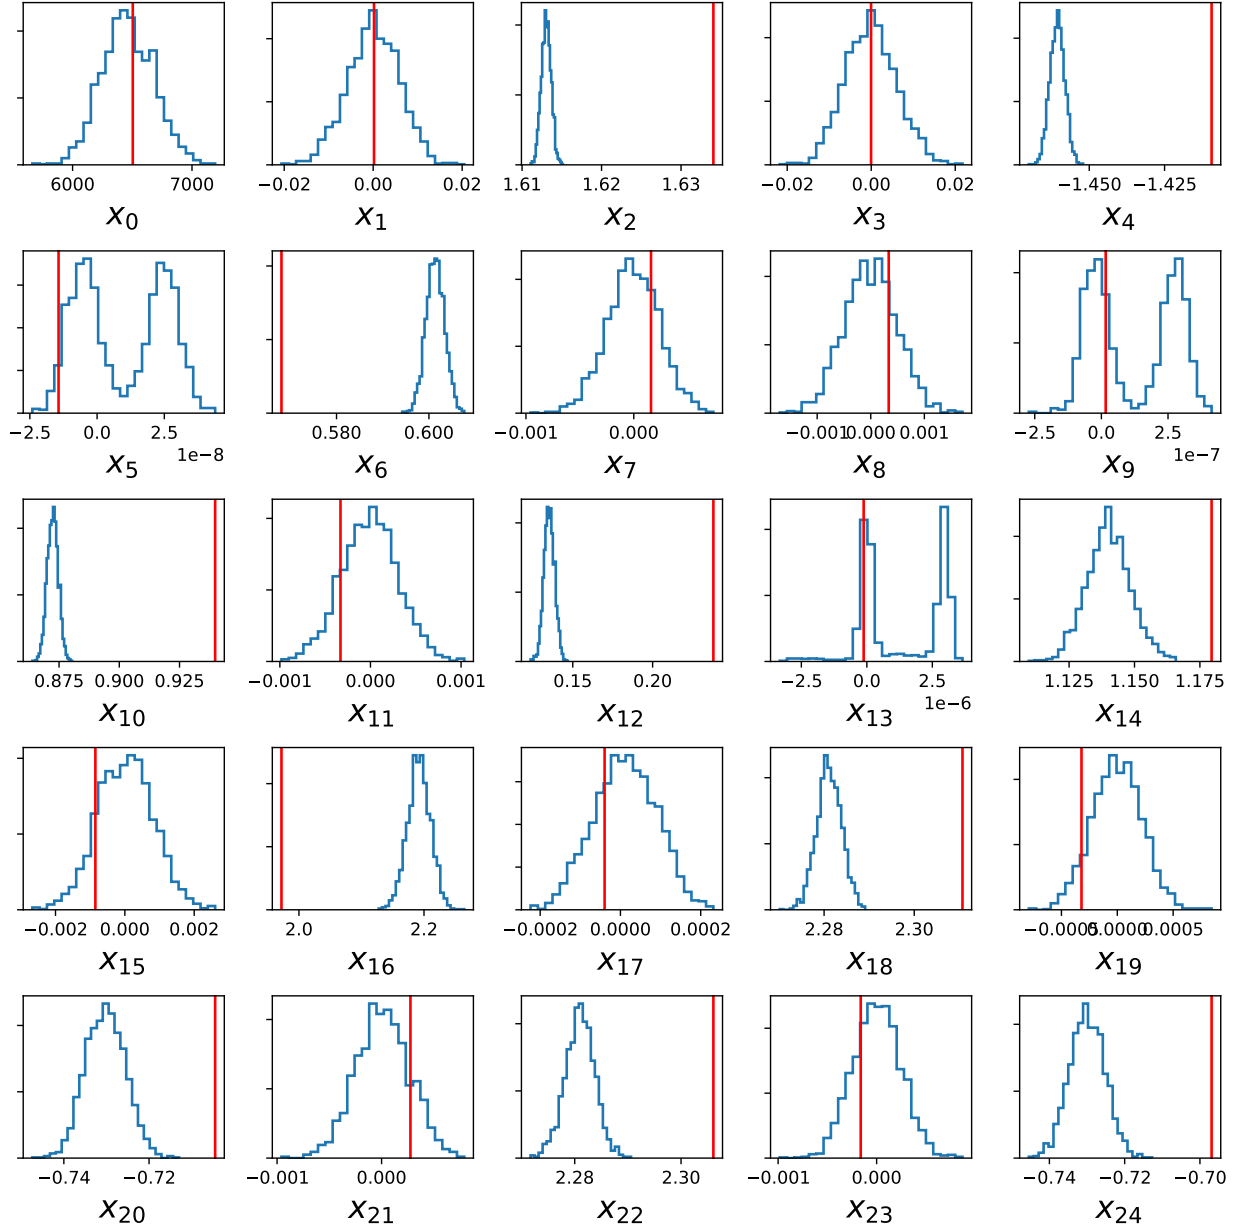 6000 7000 −0.02 0.00 0.02 1.61 1.62 1.63 −0.02 0.00 0.02 −1.450 −1.425
x0 x1 x2 x3 x4
−2.5 0.0 2.5 0.580 0.600 −0.001 0.000 −0.001 0.000 0.001 −2.5 0.0 2.5
1e−8 1e−7
x5 x6 x7 x8 x9
0.875 0.900 0.925 −0.001 0.000 0.001 0.15 0.20 −2.5 0.0 2.5 1.125 1.150 1.175
1e−6
x10 x11 x12 x13 x14
−0.002 0.000 0.002 2.0 2.2 −0.0002 0.0000 0.0002 2.28 2.30 −0.0005 0.0000 0.0005
x15 x16 x17 x18 x19
−0.74 −0.72 −0.001 0.000 2.28 2.30 −0.001 0.000 −0.74 −0.72 −0.70
x20 x21 x22 x23 x24